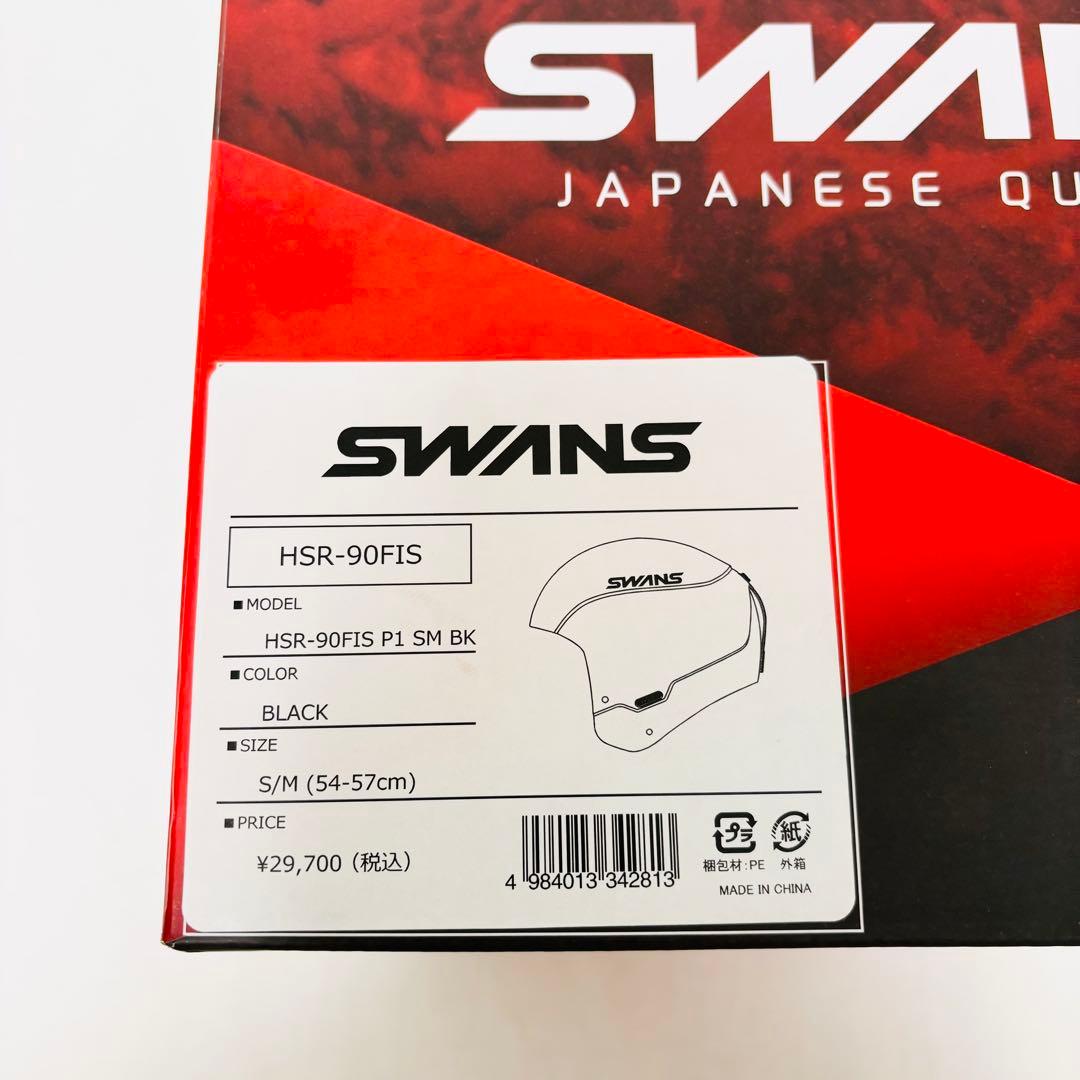 SWANS
JAPANESE QU
SWANS
HSR-90FIS
■MODEL
HSR-90FIS P1 SM BK
■COLOR
BLACK
■SIZE
S/M (54-57cm)
■PRICE
¥29,700 (税込)
SWANS
4 984013 342813
プラ
紙
梱包材:PE
外箱
MADE IN CHINA